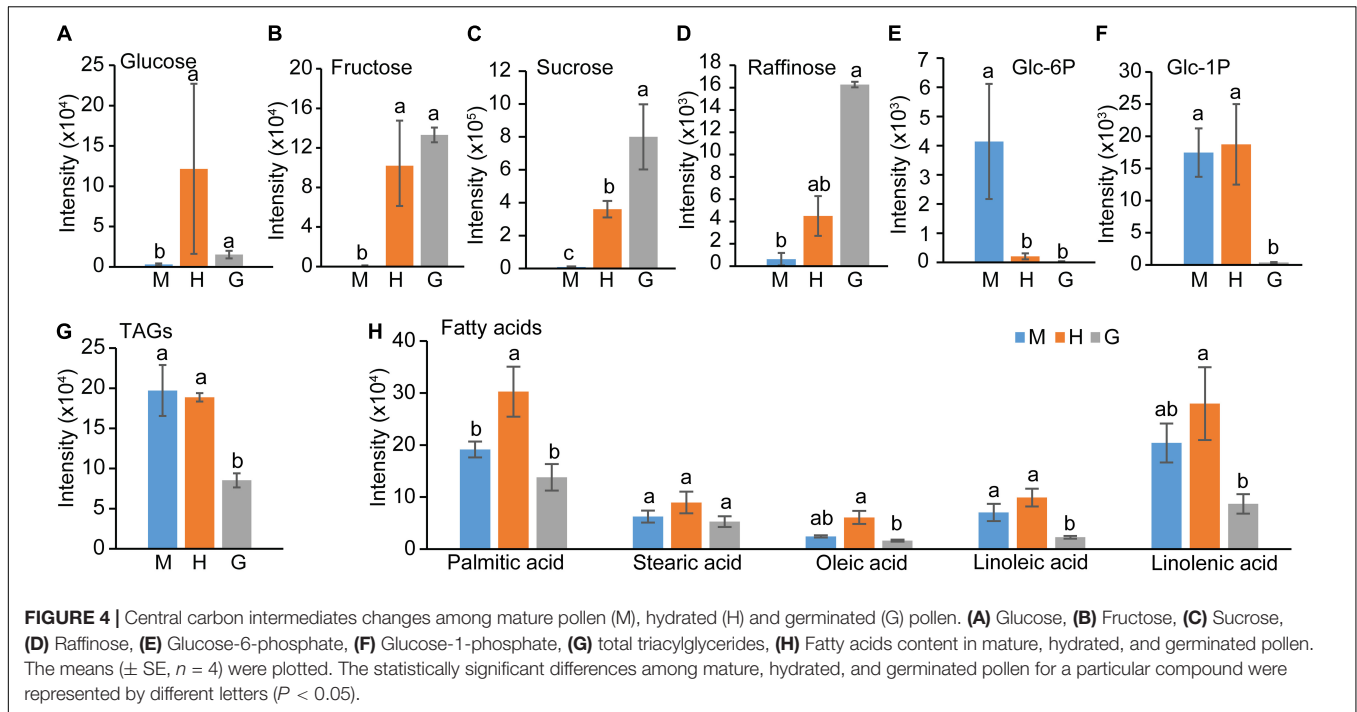 A
Glucose
Intensity (x10⁴)
25
20
15
10
5
0
b
a
a
M H G
B
Fructose
Intensity (x10⁴)
20
16
12
8
4
0
b
a
a
M H G
C
Sucrose
Intensity (x10⁵)
12
10
8
6
4
2
0
c
b
a
M H G
D
Raffinose
Intensity (x10³)
18
16
14
12
10
8
6
4
2
0
b
ab
a
M H G
E
Glc-6P
Intensity (x10³)
7
6
5
4
3
2
1
0
a
b
b
M H G
F
Glc-1P
Intensity (x10³)
30
25
20
15
10
5
0
a
a
b
M H G
G
TAGs
Intensity (x10⁴)
25
20
15
10
5
0
a
a
b
M H G
H
Fatty acids
M H G
Intensity (x10⁴)
40
30
20
10
0
b a b
a a a
ab a b
a a b
ab a b
Palmitic acid Stearic acid Oleic acid Linoleic acid Linolenic acid
FIGURE 4 | Central carbon intermediates changes among mature pollen (M), hydrated (H) and germinated (G) pollen. (A) Glucose, (B) Fructose, (C) Sucrose,
(D) Raffinose, (E) Glucose-6-phosphate, (F) Glucose-1-phosphate, (G) total triacylglycerides, (H) Fatty acids content in mature, hydrated, and germinated pollen.
The means (± SE, n = 4) were plotted. The statistically significant differences among mature, hydrated, and germinated pollen for a particular compound were
represented by different letters (P < 0.05).